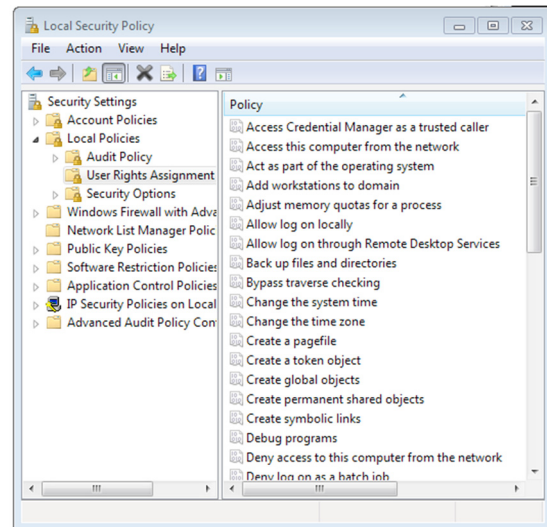 Local Security Policy
File Action View Help
Security Settings
Account Policies
Local Policies
Audit Policy
User Rights Assignment
Security Options
Windows Firewall with Adva
Network List Manager Polic
Public Key Policies
Software Restriction Policies
Application Control Policies
IP Security Policies on Local
Advanced Audit Policy Con
Policy
Access Credential Manager as a trusted caller
Access this computer from the network
Act as part of the operating system
Add workstations to domain
Adjust memory quotas for a process
Allow log on locally
Allow log on through Remote Desktop Services
Back up files and directories
Bypass traverse checking
Change the system time
Change the time zone
Create a pagefile
Create a token object
Create global objects
Create permanent shared objects
Create symbolic links
Debug programs
Deny access to this computer from the network
Deny log on as a batch job